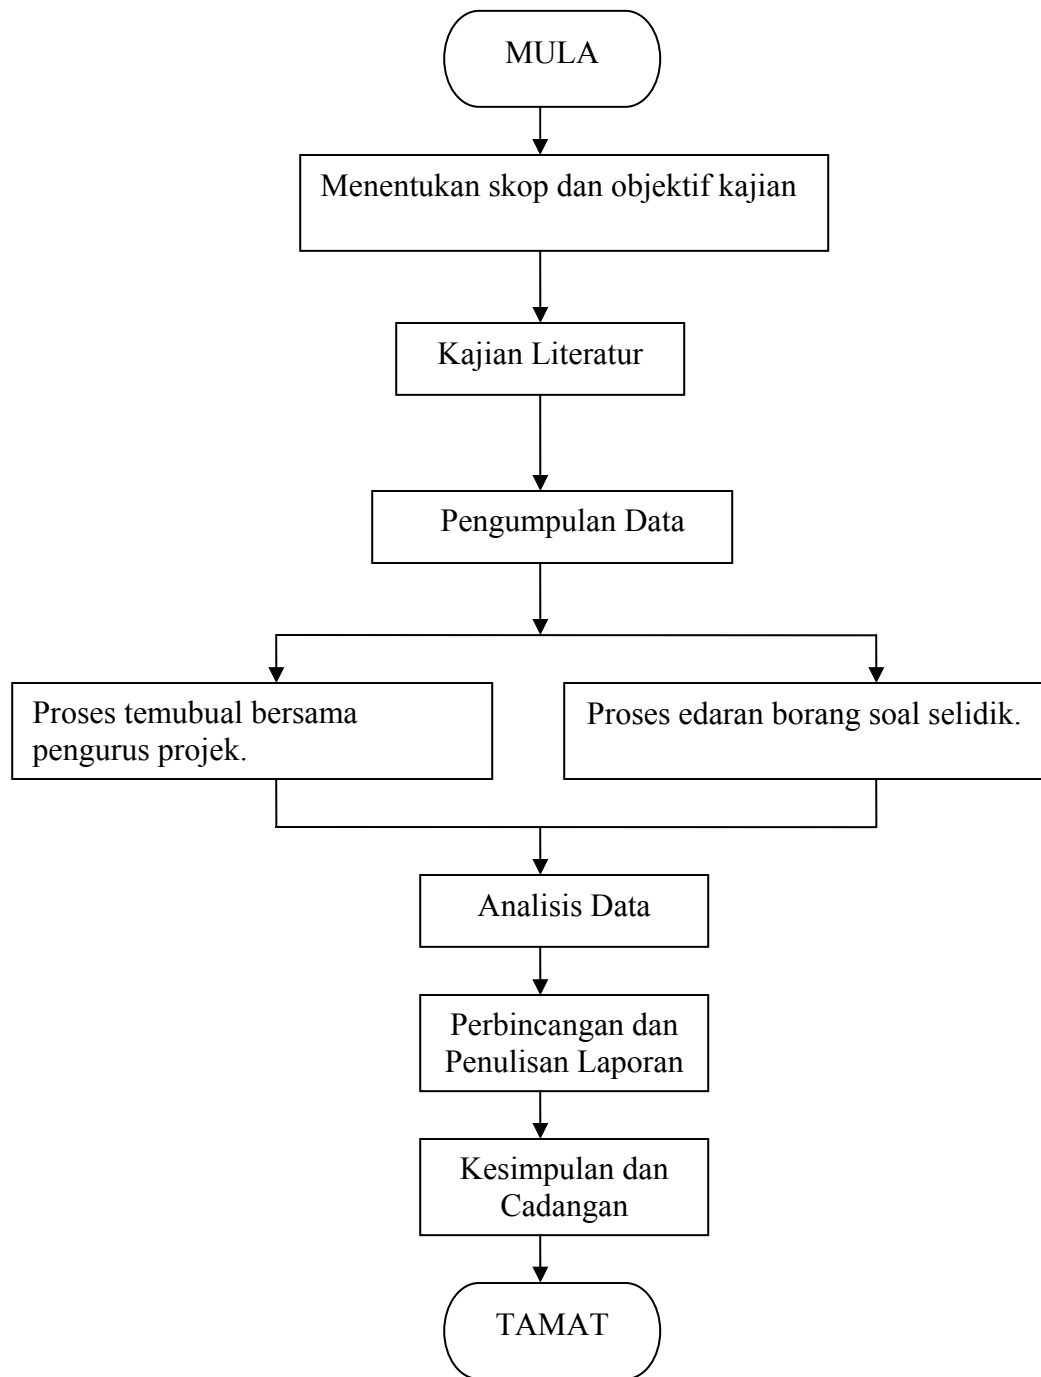 MULA
Menentukan skop dan objektif kajian
Kajian Literatur
Pengumpulan Data
Proses temubual bersama
pengurus projek.
Proses edaran borang soal selidik.
Analisis Data
Perbincangan dan
Penulisan Laporan
Kesimpulan dan
Cadangan
TAMAT